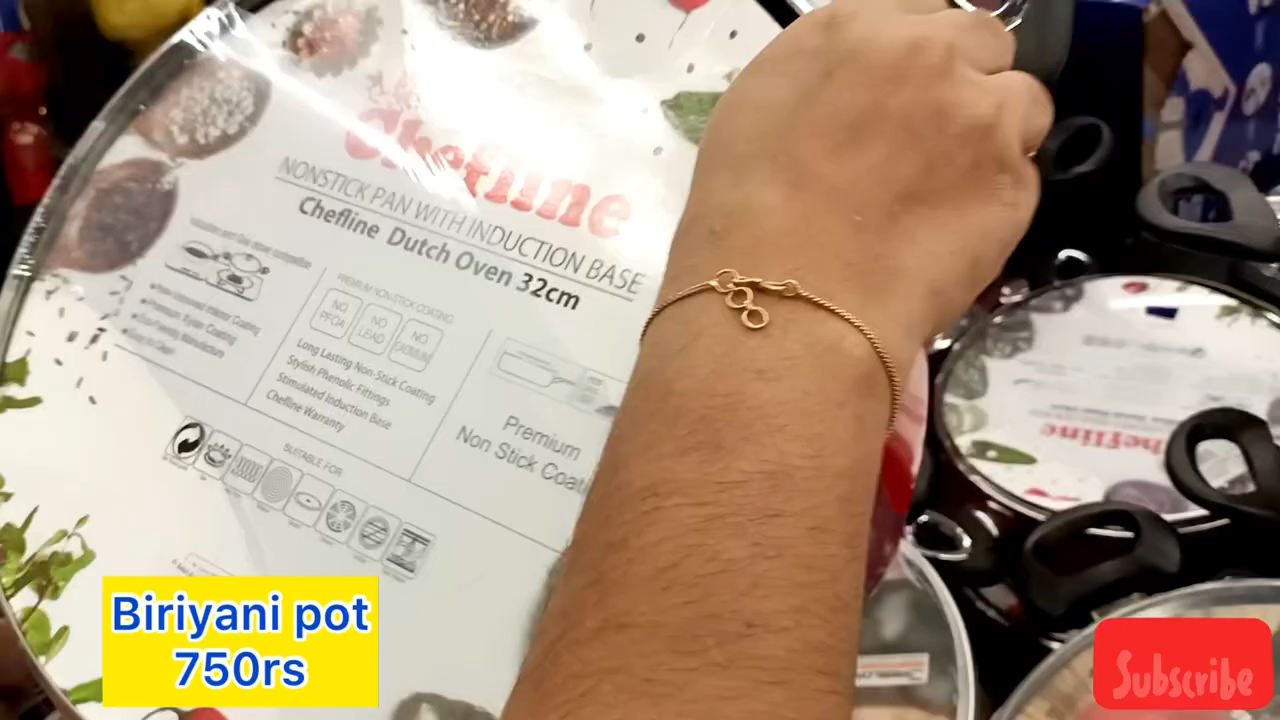 Chefline
NONSTICK PAN WITH INDUCTION BASE
Chefline Dutch Oven 32cm
PREMIUM NON-STICK COATING
NO PFOA
NO LEAD
NO CADMIUM
Long Lasting Non-Stick Coating
Stylish Phenolic Fittings
Stimulated Induction Base
Chefline Warranty
Premium
Non Stick Coati
SUITABLE FOR
Chefline
Biriyani pot
750rs
Subscribe